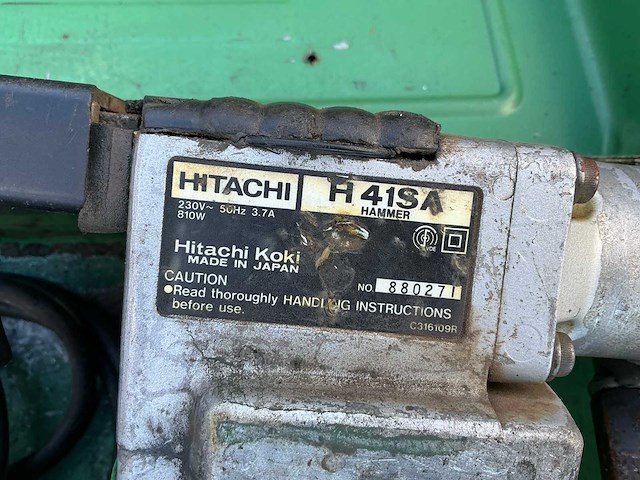 HITACHI
H 41SA
HAMMER
230V~ 50Hz 3.7A
810W
Hitachi Koki
MADE IN JAPAN
CAUTION
●Read thoroughly HANDLING INSTRUCTIONS
before use.
NO. 880271
C316109R